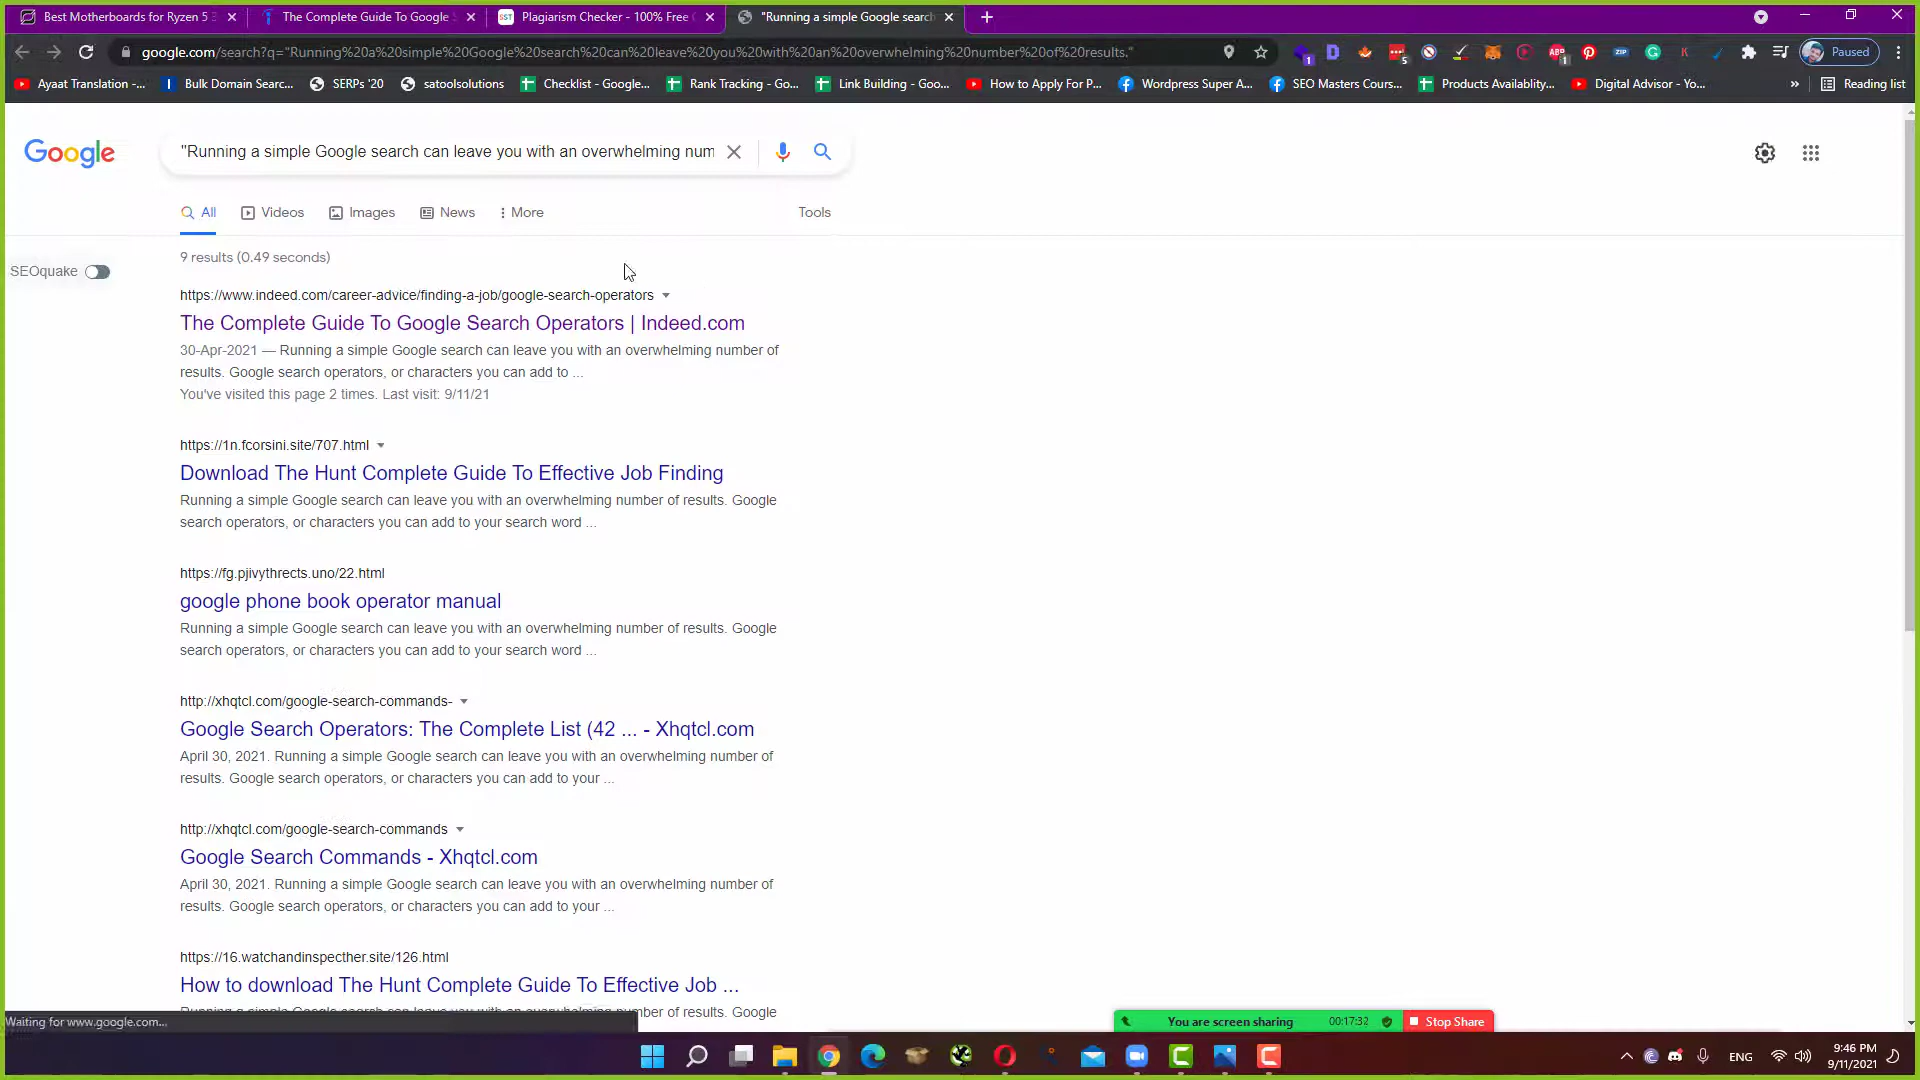 Best Motherboards for Ryzen 5 3
The Complete Guide To Google S
Plagiarism Checker - 100% Free
"Running a simple Google search
google.com/search?q="Running%20a%20simple%20Google%20search%20can%20leave%20you%20with%20an%20overwhelming%20number%20of%20results."
Paused
Ayaat Translation -...
Bulk Domain Searc...
SERPs '20
satoolsolutions
Checklist - Google...
Rank Tracking - Go...
Link Building - Goo...
How to Apply For P...
Wordpress Super A...
SEO Masters Cours...
Products Availablity...
Digital Advisor - Yo...
»
Reading list
Google
"Running a simple Google search can leave you with an overwhelming num
All
Videos
Images
News
More
Tools
9 results (0.49 seconds)
SEOquake
https://www.indeed.com/career-advice/finding-a-job/google-search-operators
The Complete Guide To Google Search Operators | Indeed.com
30-Apr-2021 — Running a simple Google search can leave you with an overwhelming number of
results. Google search operators, or characters you can add to ...
You've visited this page 2 times. Last visit: 9/11/21
https://1n.fcorsini.site/707.html
Download The Hunt Complete Guide To Effective Job Finding
Running a simple Google search can leave you with an overwhelming number of results. Google
search operators, or characters you can add to your search word ...
https://fg.pjivythrects.uno/22.html
google phone book operator manual
Running a simple Google search can leave you with an overwhelming number of results. Google
search operators, or characters you can add to your search word ...
http://xhqtcl.com/google-search-commands-
Google Search Operators: The Complete List (42 ... - Xhqtcl.com
April 30, 2021. Running a simple Google search can leave you with an overwhelming number of
results. Google search operators, or characters you can add to your ...
http://xhqtcl.com/google-search-commands
Google Search Commands - Xhqtcl.com
April 30, 2021. Running a simple Google search can leave you with an overwhelming number of
results. Google search operators, or characters you can add to your ...
https://16.watchandinspecther.site/126.html
How to download The Hunt Complete Guide To Effective Job ...
Running a simple Google search can leave you with an overwhelming number of results. Google
Waiting for www.google.com...
You are screen sharing
00:17:32
Stop Share
ENG
9:46 PM
9/11/2021